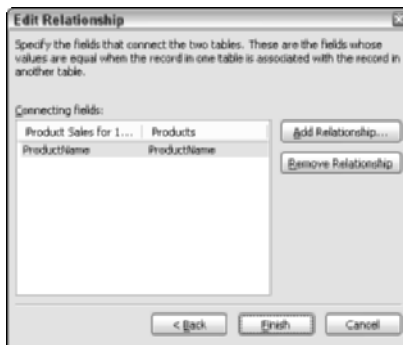 Edit Relationship
Specify the fields that connect the two tables. These are the fields whose
values are equal when the record in one table is associated with the record in
another table.
Connecting fields:
Product Sales for 1... Products
ProductName ProductName
Add Relationship...
Remove Relationship
< Back Finish Cancel